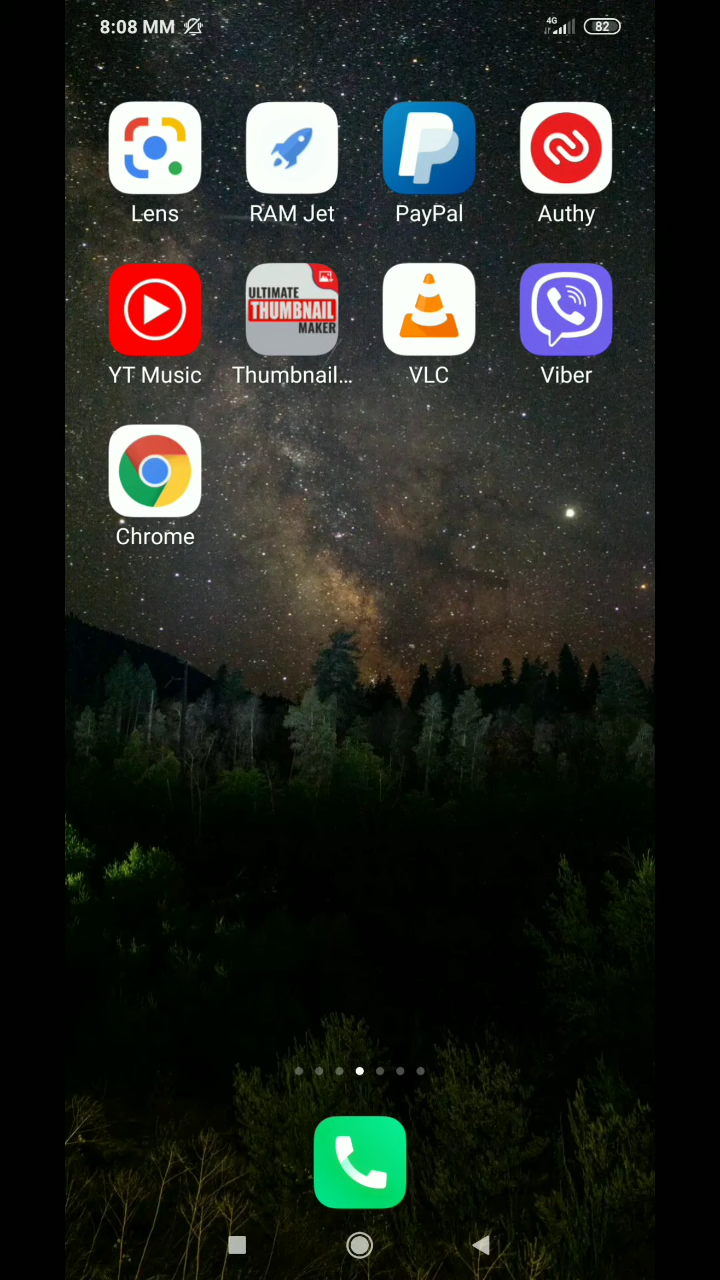 8:08 MM
4G
82
Lens
RAM Jet
PayPal
Authy
ULTIMATE
THUMBNAIL
MAKER
YT Music
Thumbnail...
VLC
Viber
Chrome